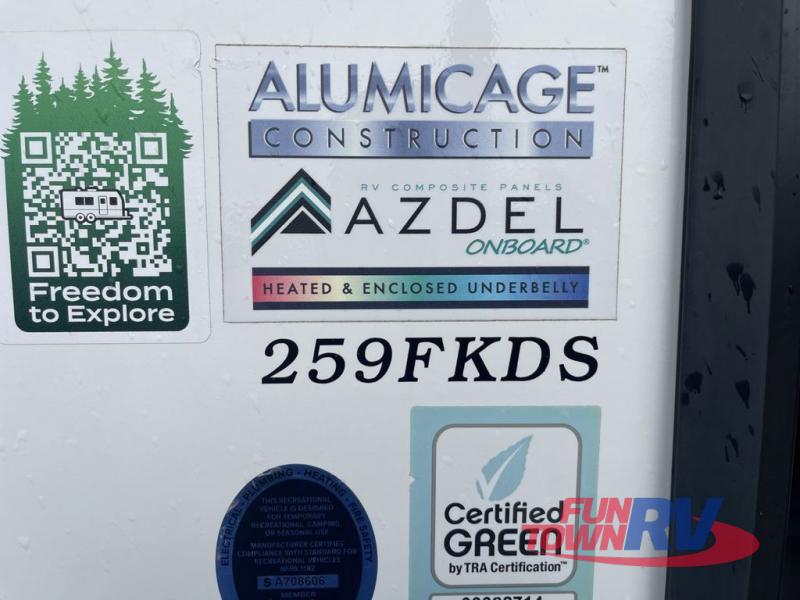 Freedom
to Explore
ALUMICAGE™
CONSTRUCTION
RV COMPOSITE PANELS
AZDEL
ONBOARD®
HEATED & ENCLOSED UNDERBELLY
259FKDS
ELECTRICAL - PLUMBING - HEATING - FIRE SAFETY
THIS RECREATIONAL
VEHICLE IS DESIGNED
FOR TEMPORARY
RECREATIONAL, CAMPING,
OR SEASONAL USE
MANUFACTURER CERTIFIES
COMPLIANCE WITH STANDARD FOR
RECREATIONAL VEHICLES
NFPA 1192
S A708606
MEMBER
Certified
GREEN
by TRA Certification™
FUN
TOWN
RV